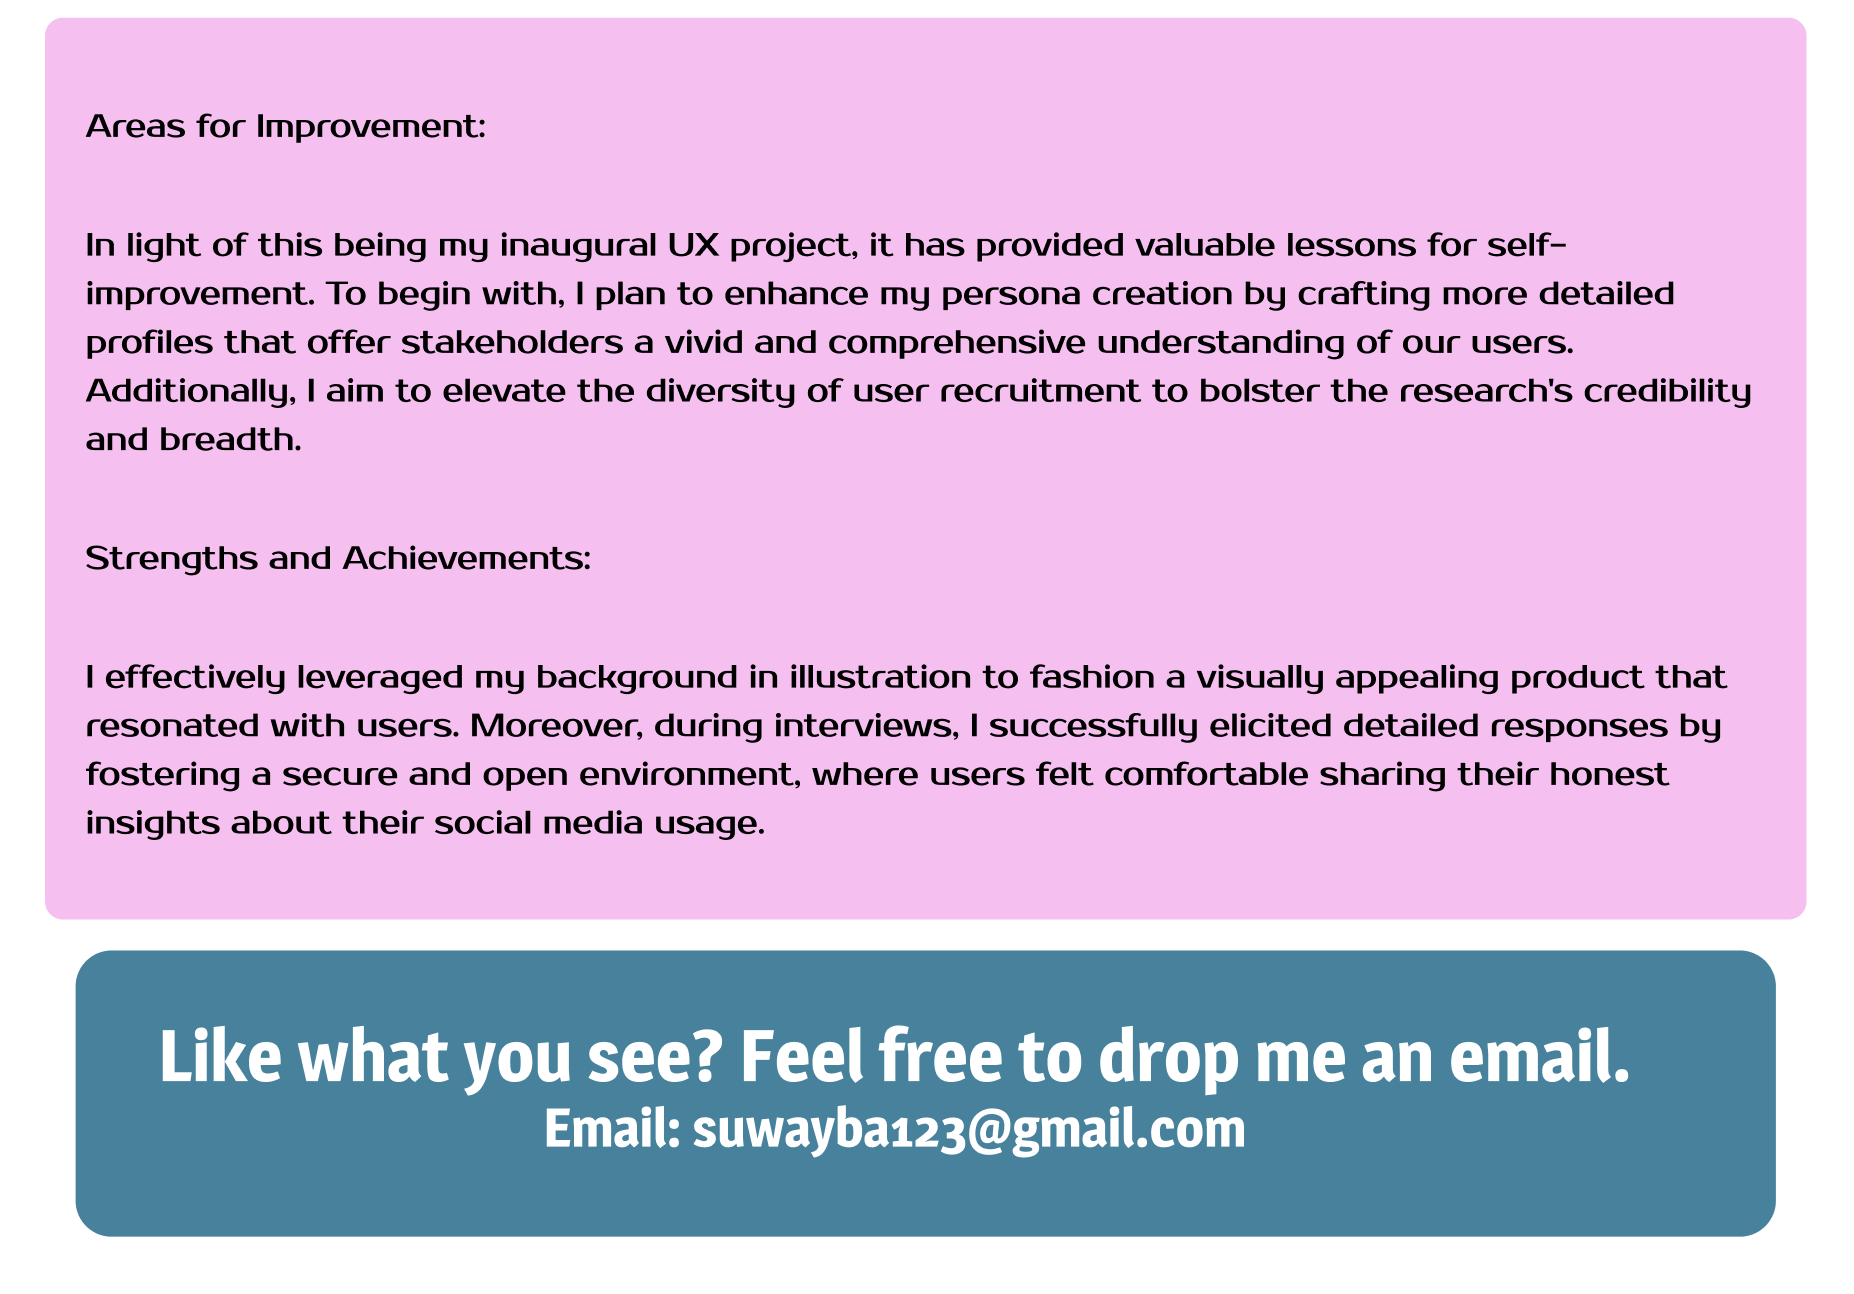 Areas for Improvement:
In light of this being my inaugural UX project, it has provided valuable lessons for self-
improvement. To begin with, I plan to enhance my persona creation by crafting more detailed
profiles that offer stakeholders a vivid and comprehensive understanding of our users.
Additionally, I aim to elevate the diversity of user recruitment to bolster the research's credibility
and breadth.
Strengths and Achievements:
I effectively leveraged my background in illustration to fashion a visually appealing product that
resonated with users. Moreover, during interviews, I successfully elicited detailed responses by
fostering a secure and open environment, where users felt comfortable sharing their honest
insights about their social media usage.
Like what you see? Feel free to drop me an email.
Email: suwayba123@gmail.com